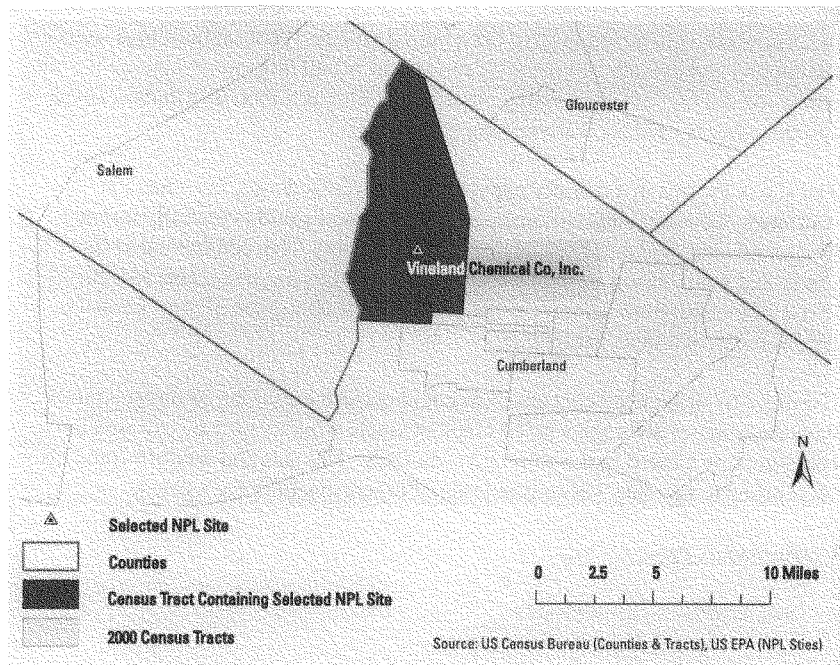 Gloucester
Salem
Vineland Chemical Co, Inc.
Cumberland
N
Selected NPL Site
Counties
Census Tract Containing Selected NPL Site
2000 Census Tracts
0 2.5 5 10 Miles
Source: US Census Bureau (Counties & Tracts), US EPA (NPL Sties)